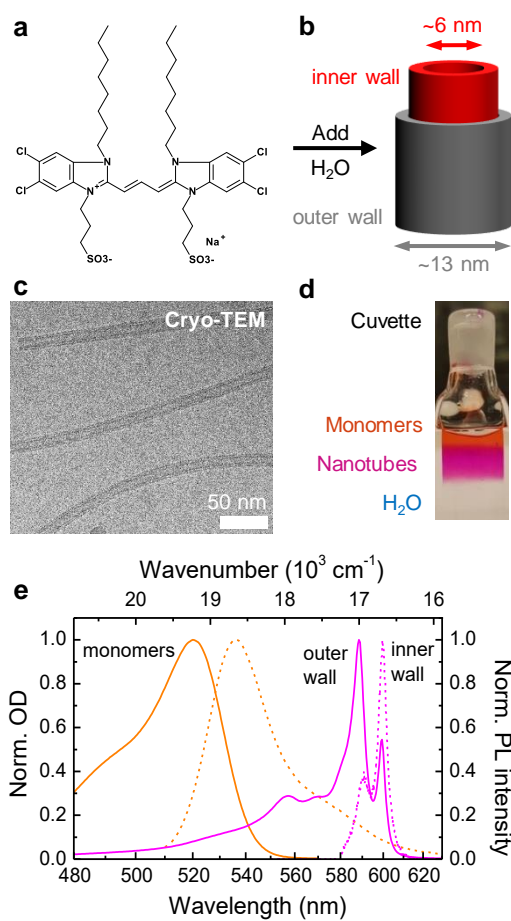 a
b
~6 nm
inner wall
Add
H2O
outer wall
~13 nm
Cl
Cl
Cl
Cl
N
N
N+
N
SO3-
SO3-
Na+
c
Cryo-TEM
50 nm
d
Cuvette
Monomers
Nanotubes
H2O
e
Wavenumber (10³ cm⁻¹)
20 19 18 17 16
monomers
outer wall
inner wall
Norm. OD
Norm. PL intensity
1.0
0.8
0.6
0.4
0.2
0.0
1.0
0.8
0.6
0.4
0.2
0.0
480 500 520 540 560 580 600 620
Wavelength (nm)